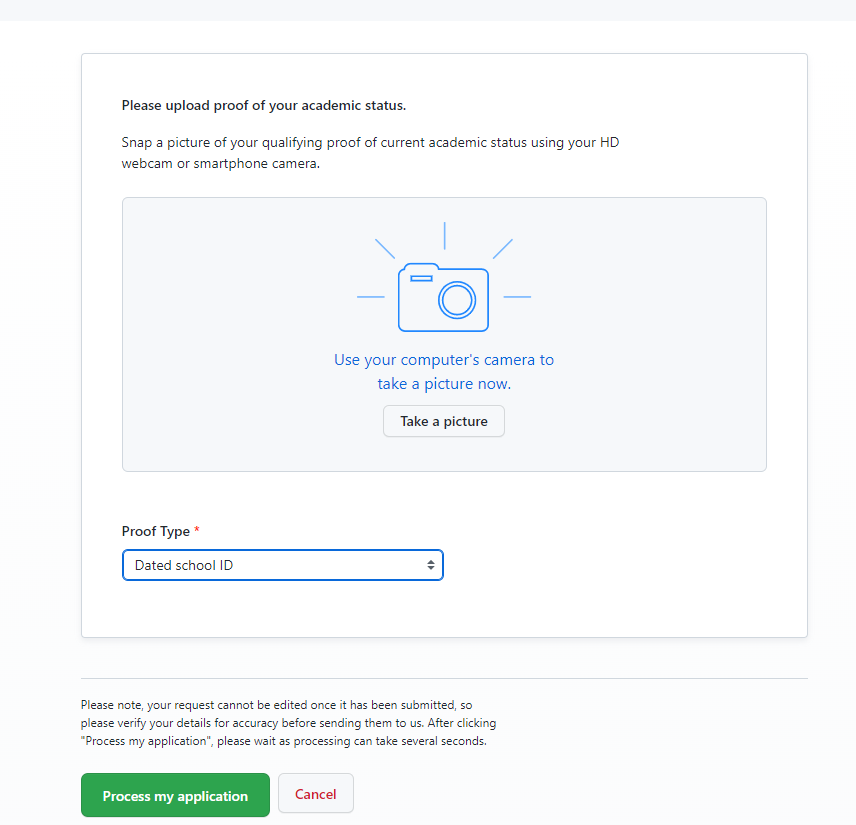 Please upload proof of your academic status.
Snap a picture of your qualifying proof of current academic status using your HD
webcam or smartphone camera.
Use your computer's camera to
take a picture now.
Take a picture
Proof Type *
Dated school ID
Please note, your request cannot be edited once it has been submitted, so
please verify your details for accuracy before sending them to us. After clicking
"Process my application", please wait as processing can take several seconds.
Process my application
Cancel